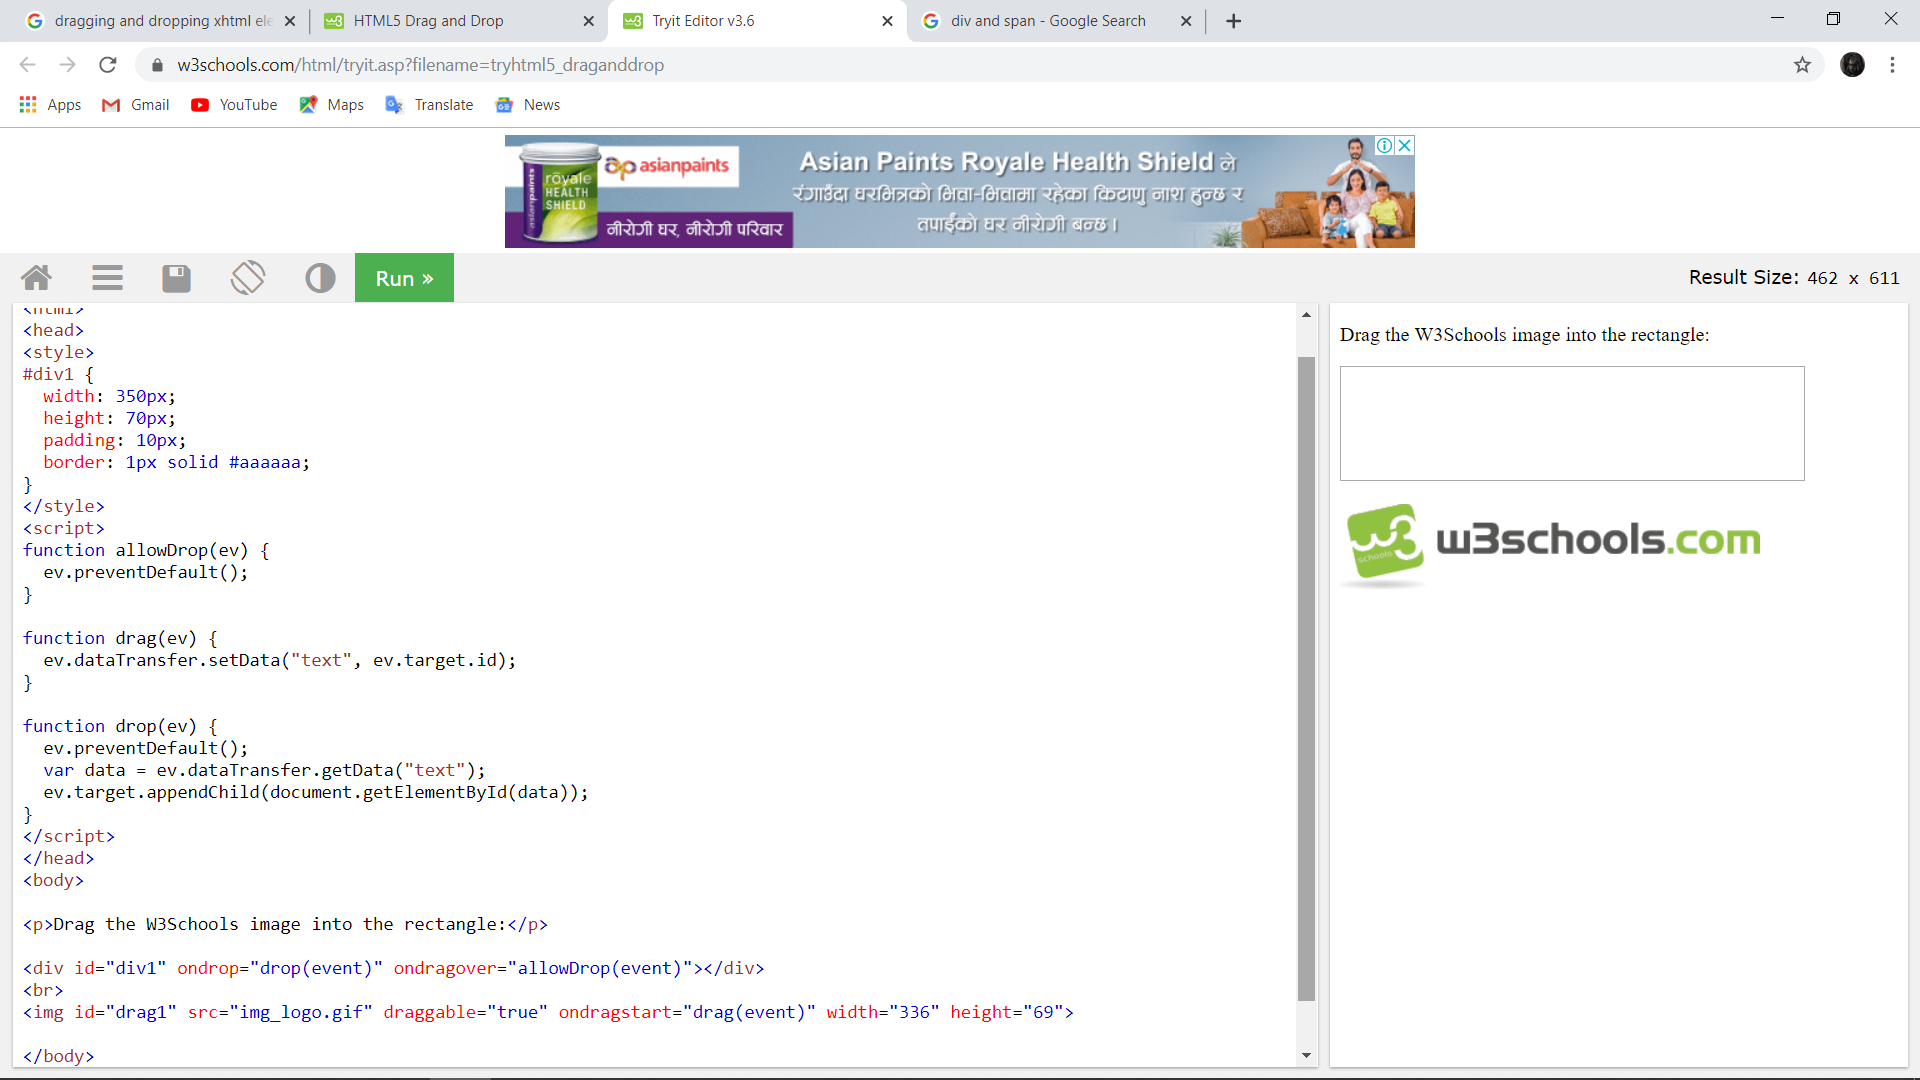 dragging and dropping xhtml ele
HTML5 Drag and Drop
Tryit Editor v3.6
div and span - Google Search
w3schools.com/html/tryit.asp?filename=tryhtml5_draganddrop
Apps
Gmail
YouTube
Maps
Translate
News
asianpaints
royale
HEALTH
SHIELD
asianpaints
नीरोगी घर, नीरोगी परिवार
Asian Paints Royale Health Shield ले
रंगाउँदा घरभित्रको भित्ता-भित्तामा रहेका किटाणु नाश हुन्छ र
तपाईंको घर नीरोगी बन्छ ।
Run »
Result Size: 462 x 611
<html>
<head>
<style>
#div1 {
  width: 350px;
  height: 70px;
  padding: 10px;
  border: 1px solid #aaaaaa;
}
</style>
<script>
function allowDrop(ev) {
  ev.preventDefault();
}
function drag(ev) {
  ev.dataTransfer.setData("text", ev.target.id);
}
function drop(ev) {
  ev.preventDefault();
  var data = ev.dataTransfer.getData("text");
  ev.target.appendChild(document.getElementById(data));
}
</script>
</head>
<body>
<p>Drag the W3Schools image into the rectangle:</p>
<div id="div1" ondrop="drop(event)" ondragover="allowDrop(event)"></div>
<br>
<img id="drag1" src="img_logo.gif" draggable="true" ondragstart="drag(event)" width="336" height="69">
</body>
Drag the W3Schools image into the rectangle:
w3
schools
w3schools.com